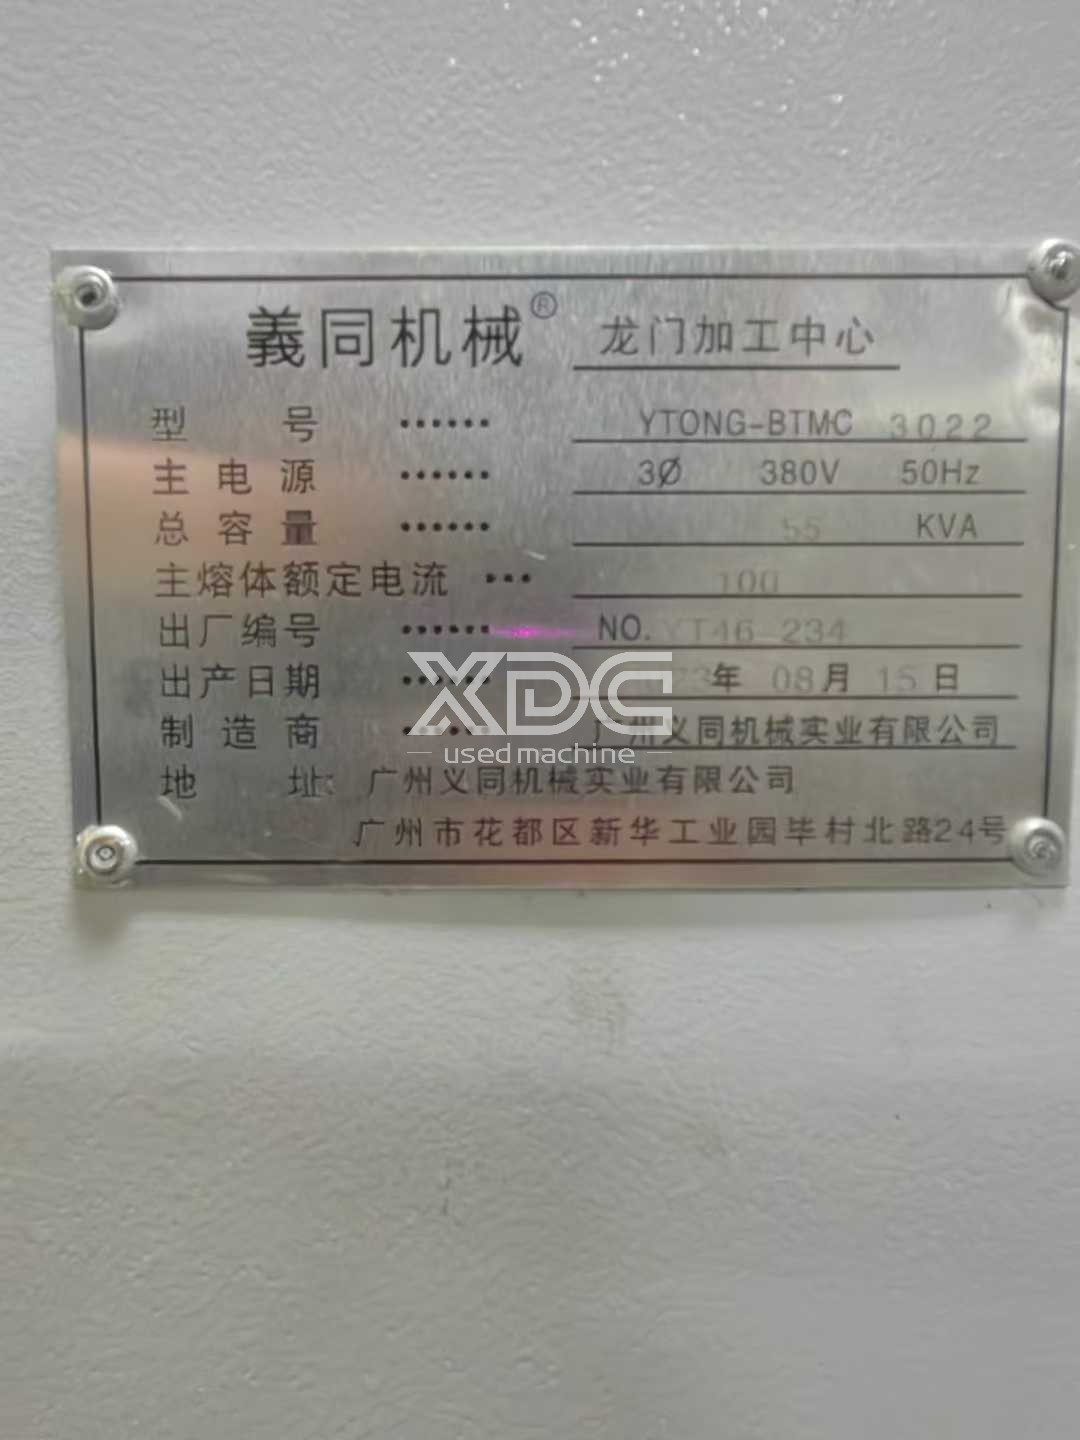 義同机械® 龙门加工中心
型 号 ...... YTONG-BTMC 3022
主电源 ...... 3Ø 380V 50Hz
总容量 ...... 55 KVA
主熔体额定电流 ... 100
出厂编号 ...... NO. YT46-234
出产日期 ...... 23年 08月 15日
制造商 ...... 广州义同机械实业有限公司
地 址: 广州义同机械实业有限公司
广州市花都区新华工业园毕村北路24号
XDC
used machine